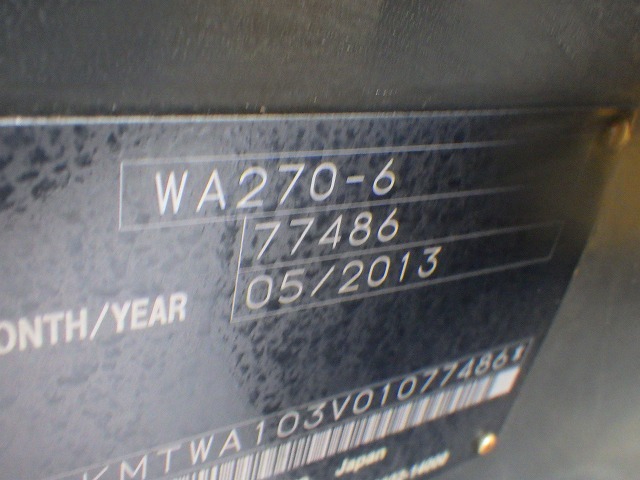 WA270-6
77486
ONTH/YEAR 05/2013
KMTWA103V01077486*
Japan